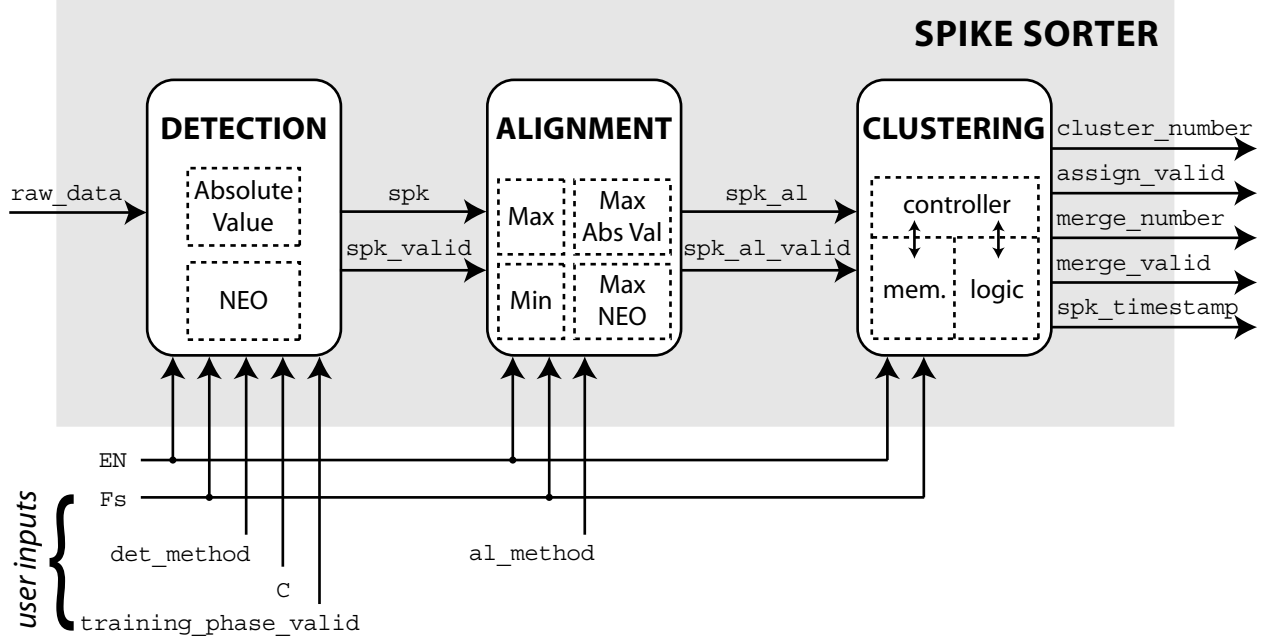 SPIKE SORTER
DETECTION
Absolute
Value
NEO
ALIGNMENT
Max
Max
Abs Val
Min
Max
NEO
CLUSTERING
controller
mem.
logic
raw_data
spk
spk_valid
spk_al
spk_al_valid
cluster_number
assign_valid
merge_number
merge_valid
spk_timestamp
EN
Fs
det_method
al_method
C
training_phase_valid
user inputs